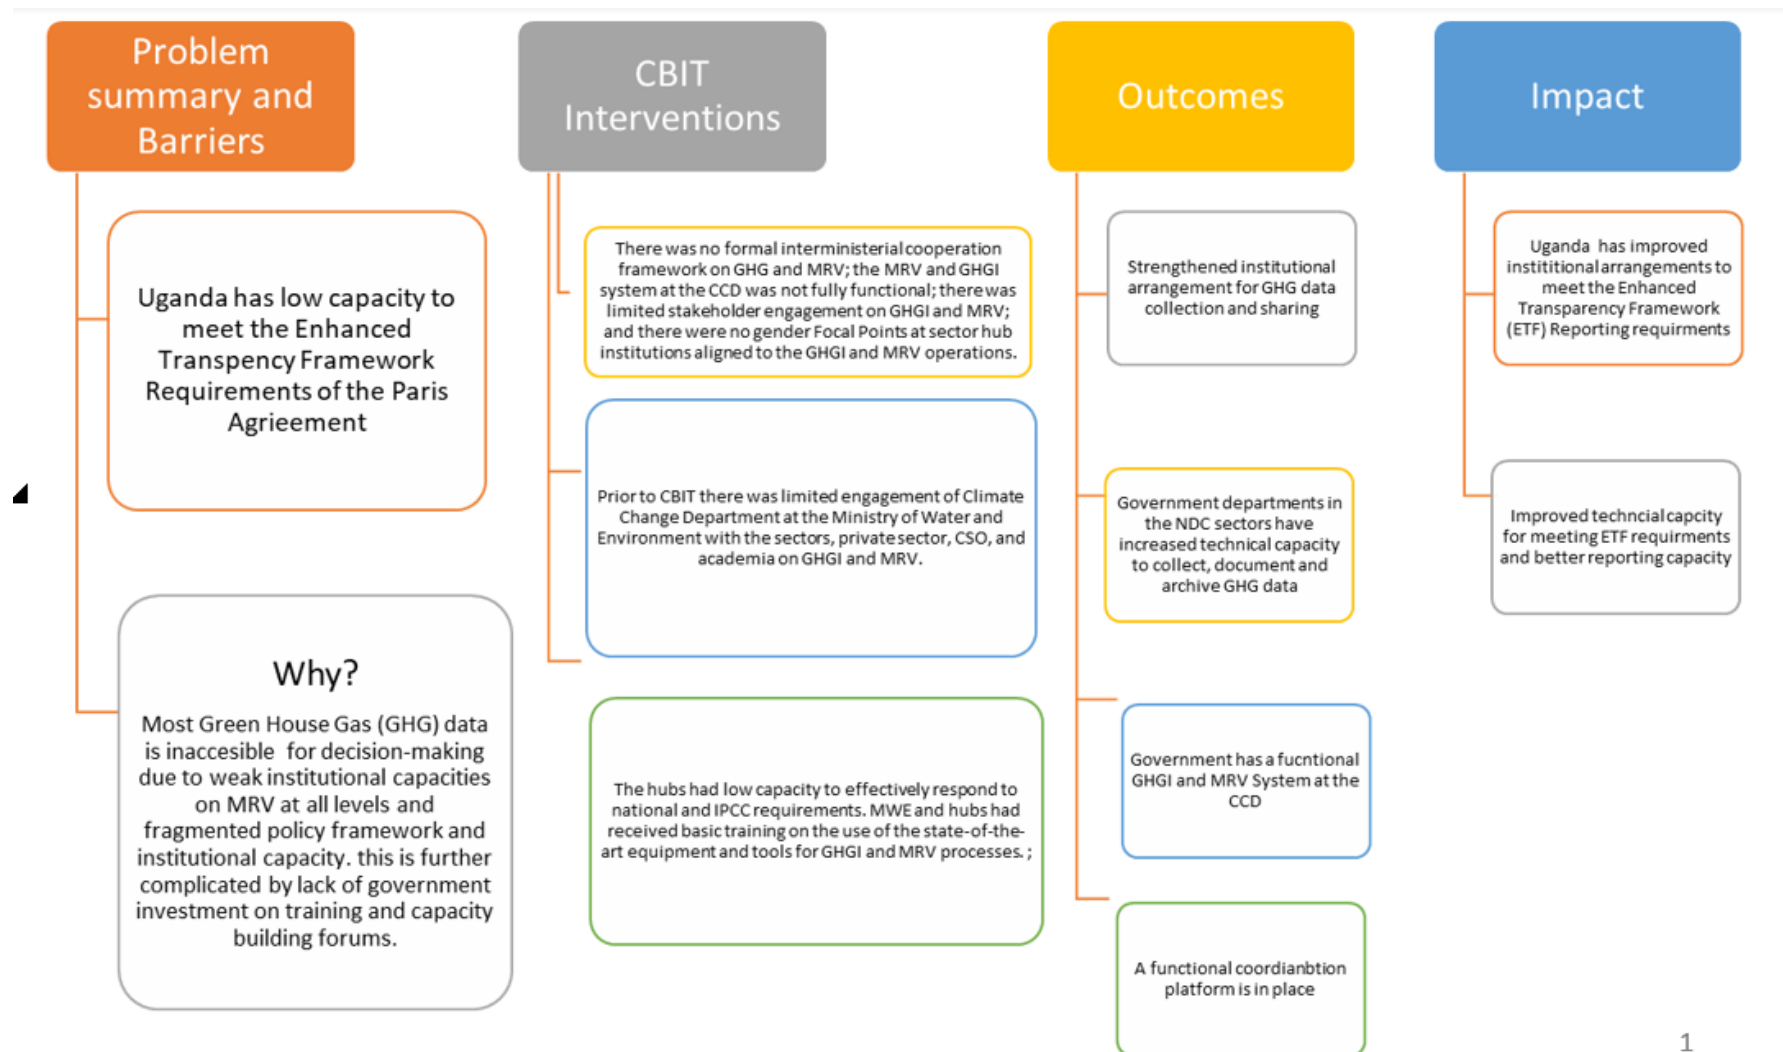 Problem
summary and
Barriers
Uganda has low capacity to
meet the Enhanced
Transpency Framework
Requirements of the Paris
Agrieement
Why?
Most Green House Gas (GHG) data
is inaccesible for decision-making
due to weak institutional capacities
on MRV at all levels and
fragmented policy framework and
institutional capacity. this is further
complicated by lack of government
investment on training and capacity
building forums.
CBIT
Interventions
There was no formal interministerial cooperation
framework on GHG and MRV; the MRV and GHGI
system at the CCD was not fully functional; there was
limited stakeholder engagement on GHGI and MRV;
and there were no gender Focal Points at sector hub
institutions aligned to the GHGI and MRV operations.
Prior to CBIT there was limited engagement of Climate
Change Department at the Ministry of Water and
Environment with the sectors, private sector, CSO, and
academia on GHGI and MRV.
The hubs had low capacity to effectively respond to
national and IPCC requirements. MWE and hubs had
received basic training on the use of the state-of-the-
art equipment and tools for GHGI and MRV processes. ;
Outcomes
Strengthened institutional
arrangement for GHG data
collection and sharing
Government departments in
the NDC sectors have
increased technical capacity
to collect, document and
archive GHG data
Government has a fucntional
GHGI and MRV System at the
CCD
A functional coordianbtion
platform is in place
Impact
Uganda has improved
instititional arrangements to
meet the Enhanced
Transparency Framework
(ETF) Reporting requirments
Improved techncial capcity
for meeting ETF requirments
and better reporting capacity
1